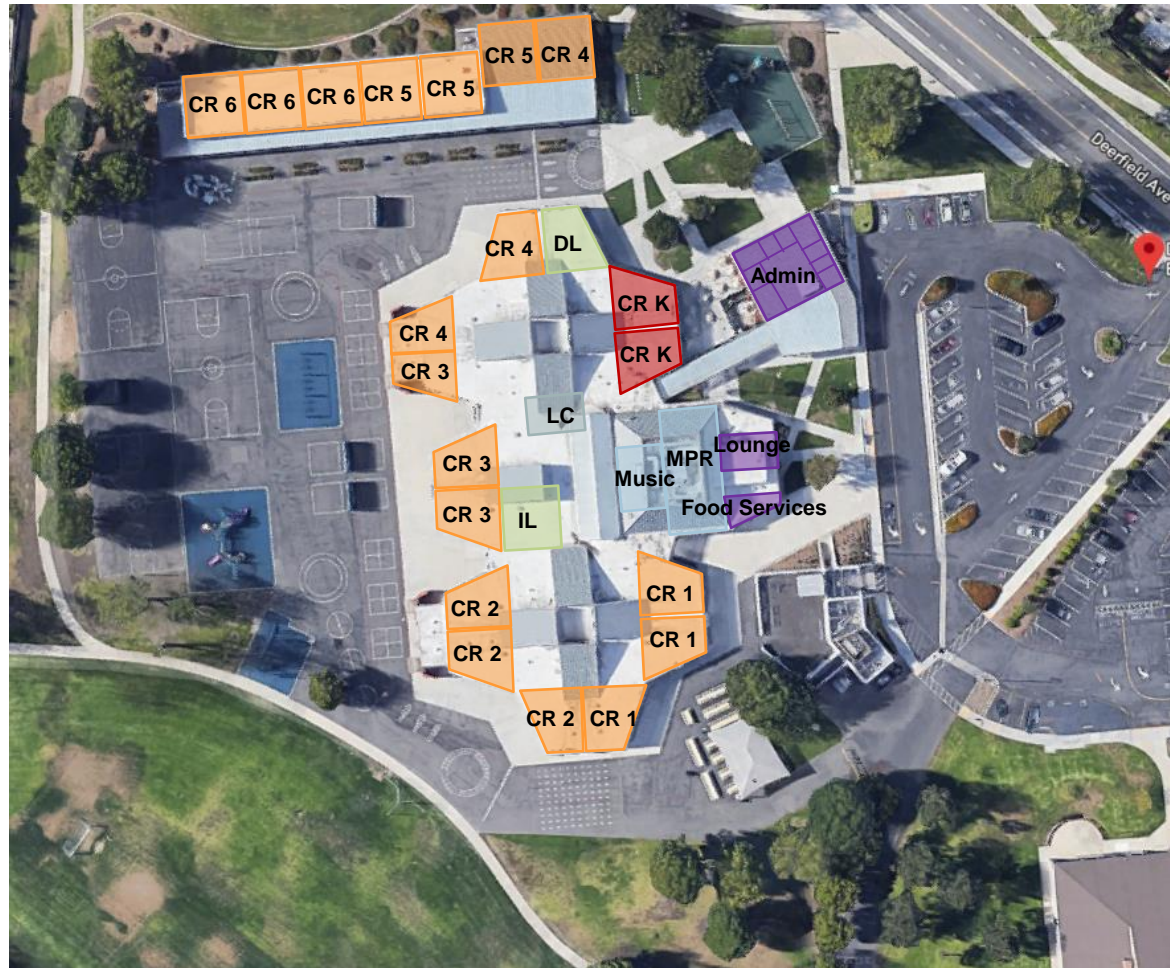 CR 5
CR 4
CR 6
CR 6
CR 6
CR 5
CR 5
Deerfield Ave
CR 4
DL
Admin
CR K
CR 4
CR K
CR 3
LC
Lounge
MPR
CR 3
Music
CR 3
IL
Food Services
CR 2
CR 1
CR 2
CR 1
CR 2
CR 1